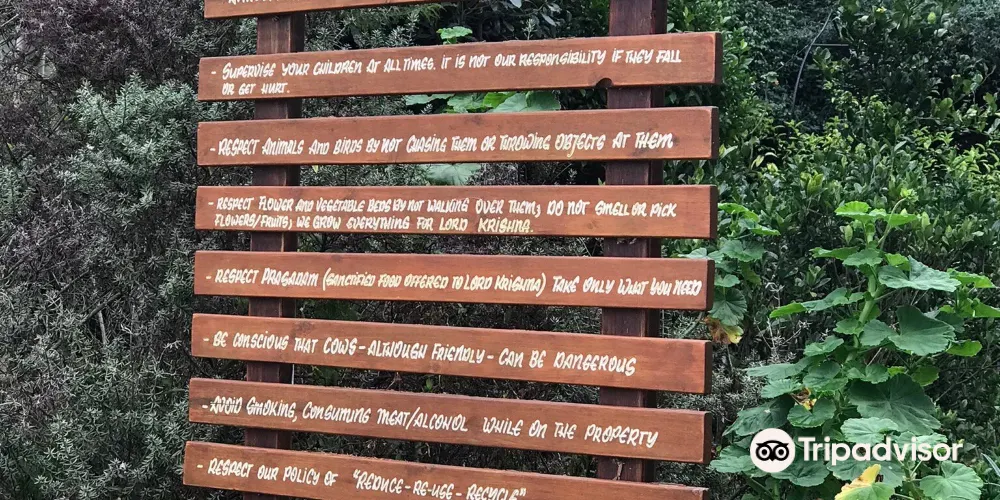 - SUPERVISE YOUR CHILDREN AT ALL TIMES. IT IS NOT OUR RESPONSIBILITY IF THEY FALL
OR GET HURT.
- RESPECT ANIMALS AND BIRDS BY NOT CHASING THEM OR THROWING OBJECTS AT THEM
- RESPECT FLOWER AND VEGETABLE BEDS BY NOT WALKING OVER THEM; DO NOT SMELL OR PICK
FLOWERS/FRUITS; WE GROW EVERYTHING FOR LORD KRISHNA.
- RESPECT PRASADAM (SANCTIFIED FOOD OFFERED TO LORD KRISHNA) TAKE ONLY WHAT YOU NEED
- BE CONSCIOUS THAT COWS - ALTHOUGH FRIENDLY - CAN BE DANGEROUS
- AVOID SMOKING, CONSUMING MEAT/ALCOHOL WHILE ON THE PROPERTY
- RESPECT OUR POLICY OF "REDUCE - RE-USE - RECYCLE"
Tripadvisor